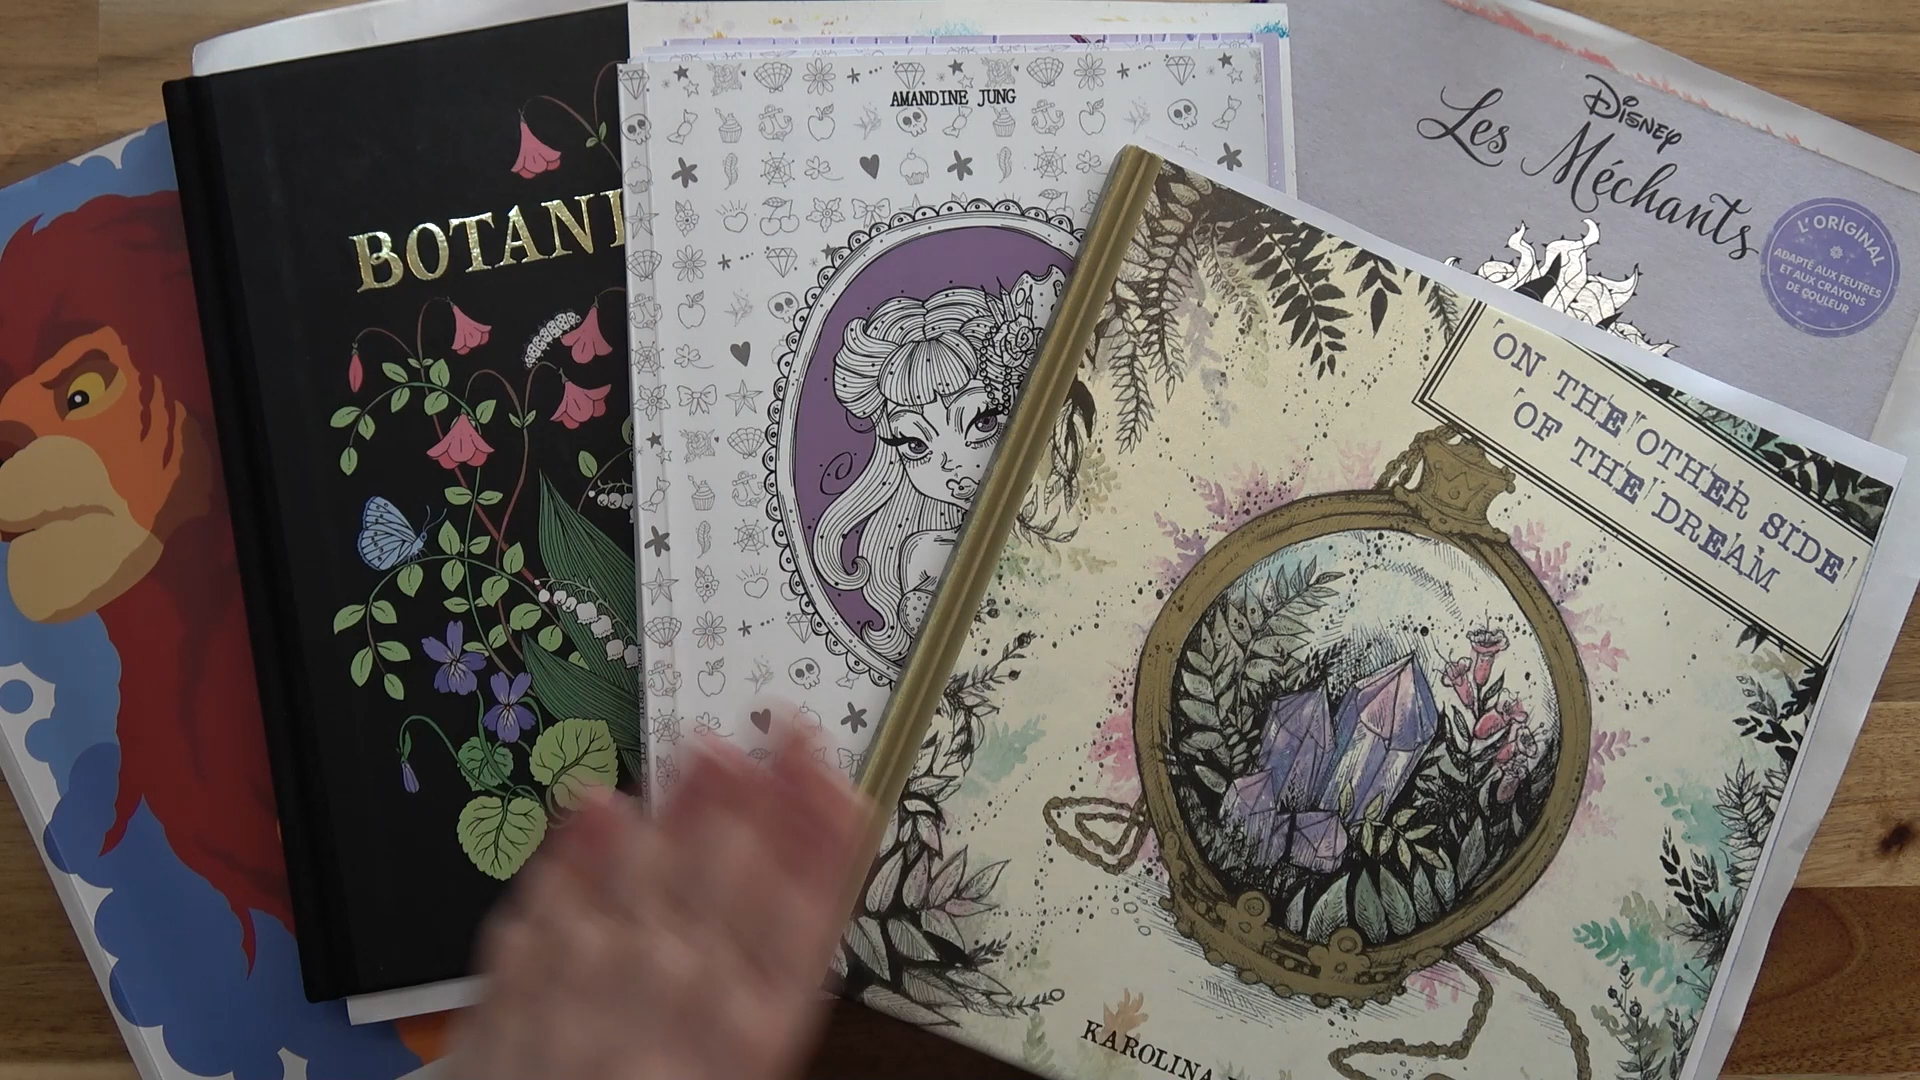 BOTANI
AMANDINE JUNG
DISNEY
Les Méchants
L'ORIGINAL
ADAPTÉ AUX FEUTRES
ET AUX CRAYONS
DE COULEUR
ON THE OTHER SIDE
OF THE DREAM
KAROLINA